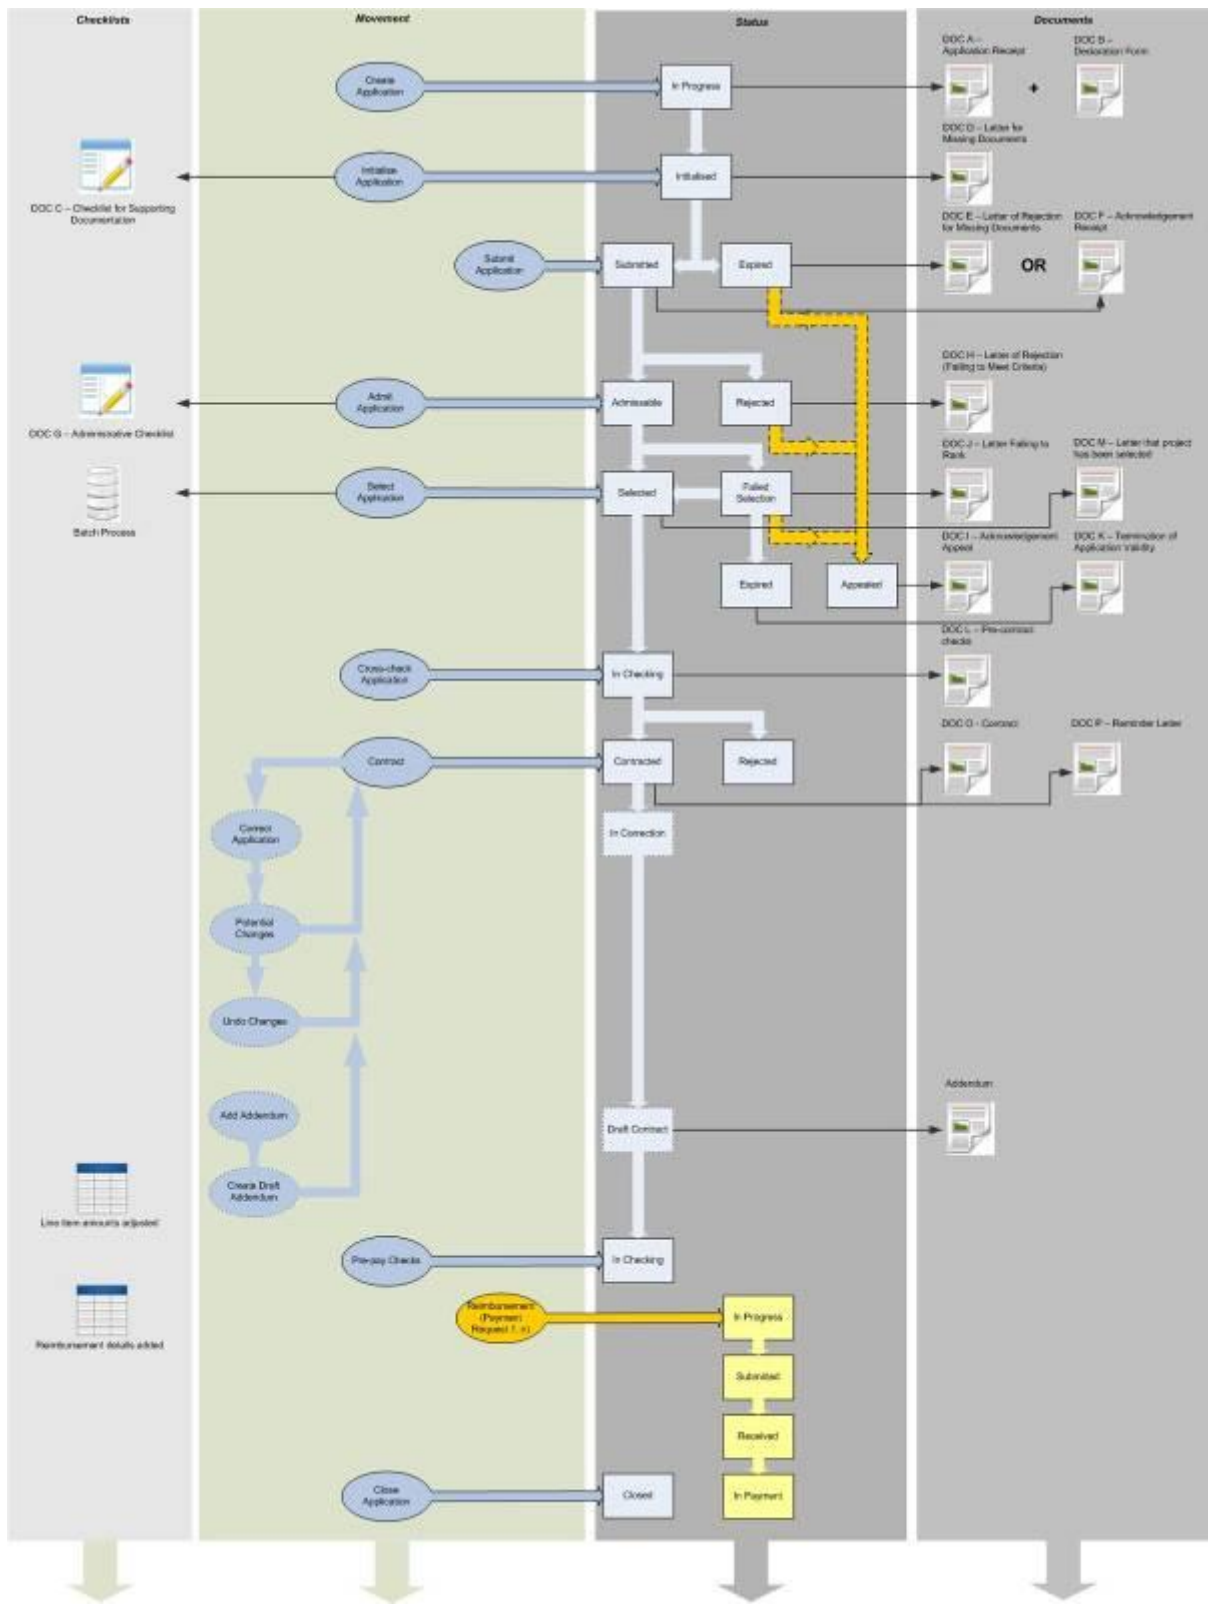 Checklists
Movement
Status
Documents
DOC A – 
Application Receipt
DOC B – 
Declaration Form
Create
Application
In Progress
+
DOC D – Letter for
Missing Documents
Initialise
Application
Initialised
DOC C – Checklist for Supporting
Documentation
DOC E – Letter of Rejection
for Missing Documents
DOC F – Acknowledgement
Receipt
Submit
Application
Submitted
Expired
OR
DOC H – Letter of Rejection
(Failing to Meet Criteria)
Admit
Application
Admissable
Rejected
DOC G – Administrative Checklist
DOC J – Letter Failing to
Rank
DOC M – Letter that project
has been selected
Select
Application
Selected
Failed
Selection
Batch Process
DOC I – Acknowledgement
Appeal
DOC K – Termination of
Application Validity
Expired
Appealed
DOC L – Pre-contract
checks
Cross-check
Application
In Checking
DOC O - Contract
DOC P – Reminder Letter
Contract
Contracted
Rejected
Correct
Application
In Correction
Potential
Changes
Undo Changes
Addendum
Add Addendum
Draft Contract
Create Draft
Addendum
Line item amounts adjusted
Pre-pay Checks
In Checking
Reimbursement
(Payment
Request 1..n)
In Progress
Reimbursement details added
Submitted
Received
Close
Application
Closed
In Payment